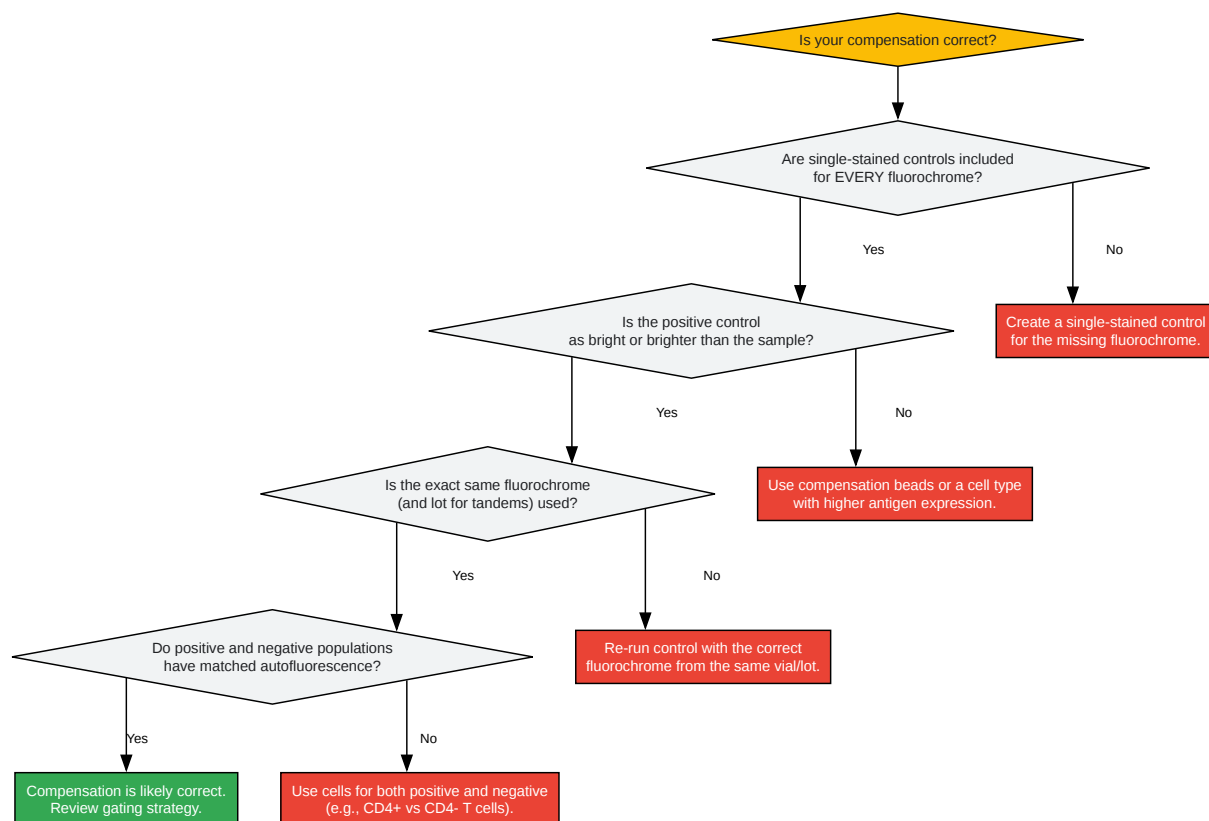 Is your compensation correct?
Are single-stained controls included
for EVERY fluorochrome?
Yes
No
Is the positive control
as bright or brighter than the sample?
Create a single-stained control
for the missing fluorochrome.
Yes
No
Is the exact same fluorochrome
(and lot for tandems) used?
Use compensation beads or a cell type
with higher antigen expression.
Yes
No
Do positive and negative populations
have matched autofluorescence?
Re-run control with the correct
fluorochrome from the same vial/lot.
Yes
No
Compensation is likely correct.
Review gating strategy.
Use cells for both positive and negative
(e.g., CD4+ vs CD4- T cells).